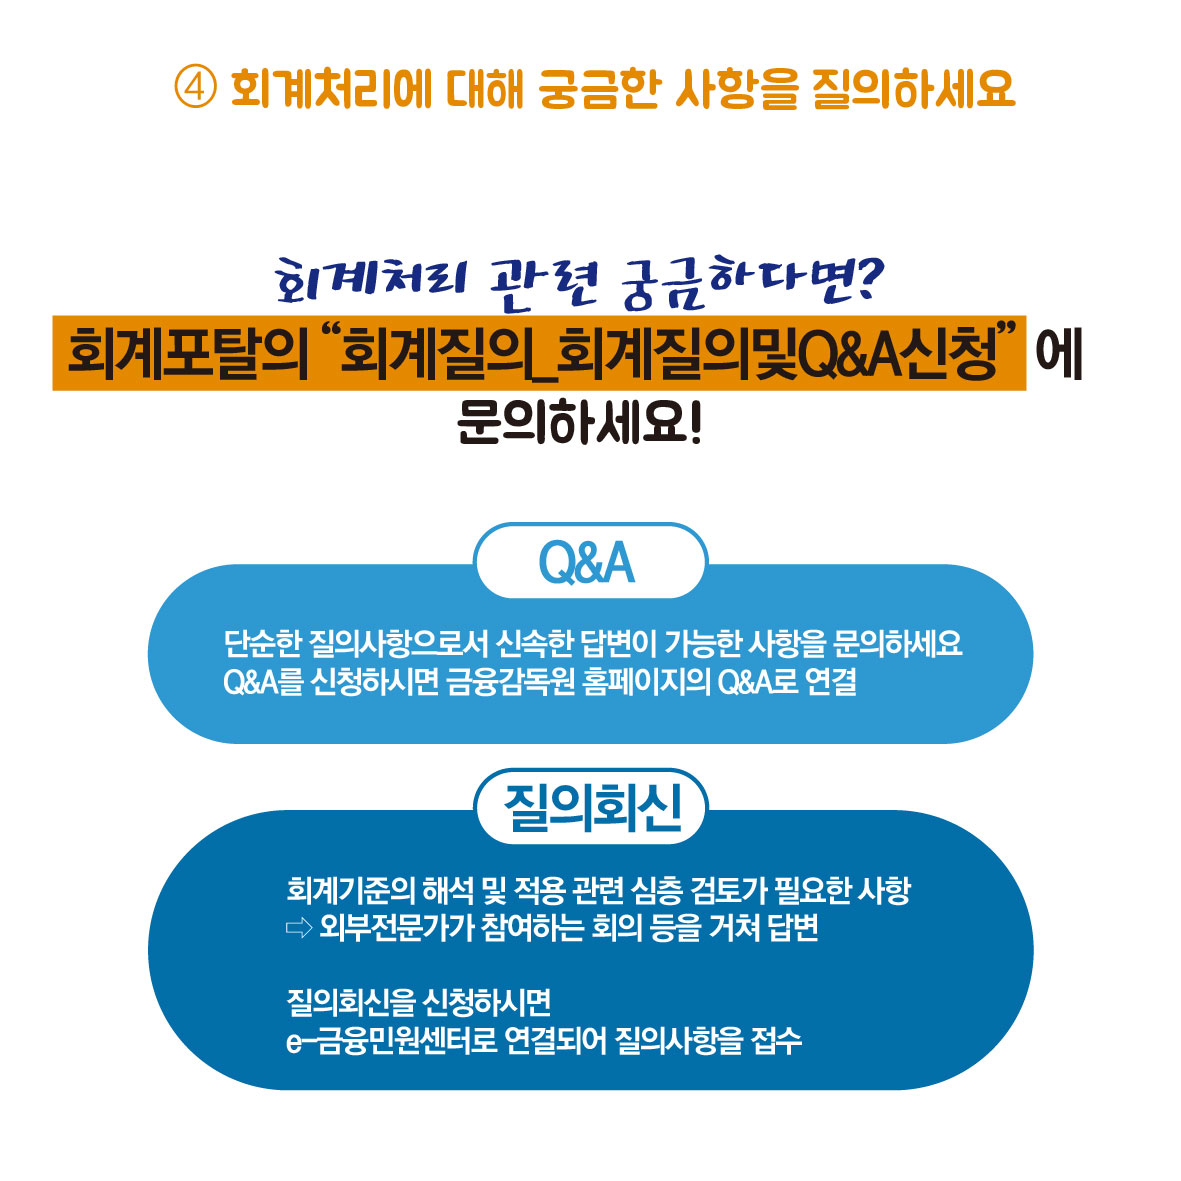 ④ 회계처리에 대해 궁금한 사항을 질의하세요
회계처리 관련 궁금하다면?
회계포탈의 “회계질의_회계질의및Q&A신청” 에
문의하세요!
Q&A
단순한 질의사항으로서 신속한 답변이 가능한 사항을 문의하세요
Q&A를 신청하시면 금융감독원 홈페이지의 Q&A로 연결
질의회신
회계기준의 해석 및 적용 관련 심층 검토가 필요한 사항
⇨ 외부전문가가 참여하는 회의 등을 거쳐 답변
질의회신을 신청하시면
e-금융민원센터로 연결되어 질의사항을 접수